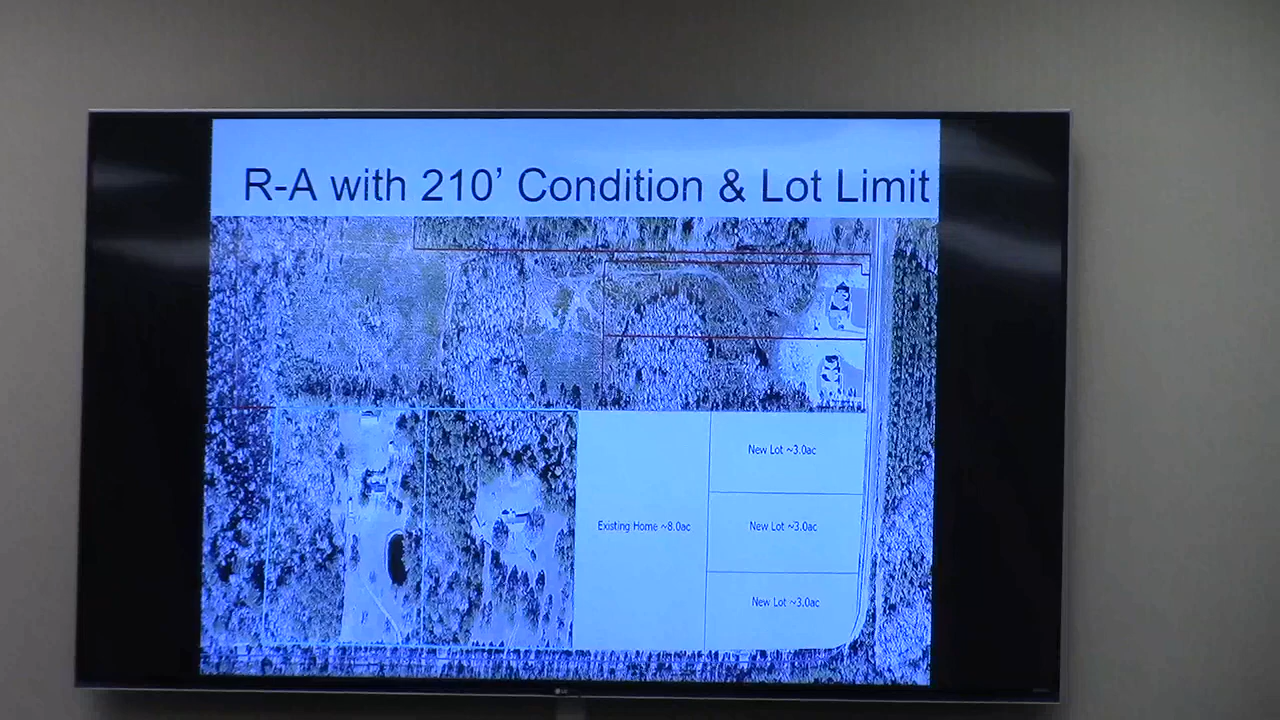 R-A with 210’ Condition & Lot Limit
New Lot ~3.0ac
Existing Home ~8.0ac
New Lot ~3.0ac
New Lot ~3.0ac
LG